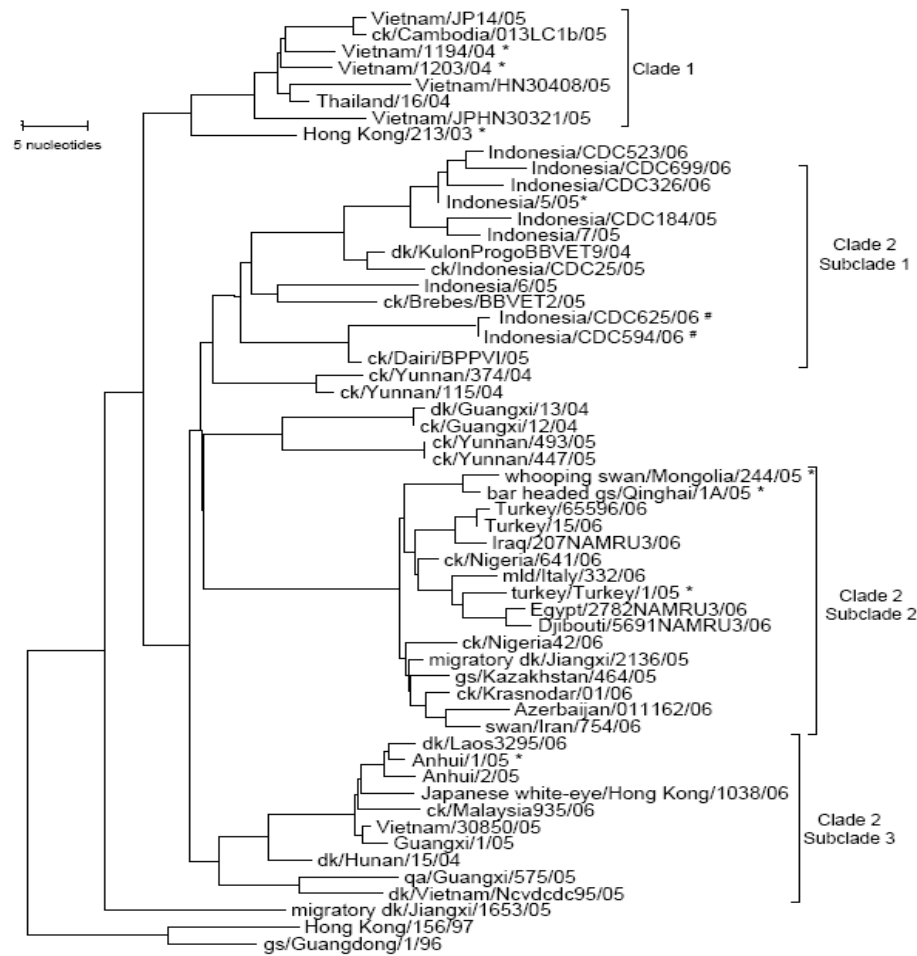 Vietnam/JP14/05
ck/Cambodia/013LC1b/05
Vietnam/1194/04 *
Vietnam/1203/04 *
Vietnam/HN30408/05
Thailand/16/04
Vietnam/JPHN30321/05
Hong Kong/213/03 *
Clade 1
5 nucleotides
Indonesia/CDC523/06
Indonesia/CDC699/06
Indonesia/CDC326/06
Indonesia/5/05*
Indonesia/CDC184/05
Indonesia/7/05
dk/KulonProgoBBVET9/04
ck/Indonesia/CDC25/05
Indonesia/6/05
ck/Brebes/BBVET2/05
Indonesia/CDC625/06 #
Indonesia/CDC594/06 #
ck/Dairi/BPPVI/05
Clade 2
Subclade 1
ck/Yunnan/374/04
ck/Yunnan/115/04
dk/Guangxi/13/04
ck/Guangxi/12/04
ck/Yunnan/493/05
ck/Yunnan/447/05
whooping swan/Mongolia/244/05 *
bar headed gs/Qinghai/1A/05 *
Turkey/65596/06
Turkey/15/06
Iraq/207NAMRU3/06
ck/Nigeria/641/06
mld/Italy/332/06
turkey/Turkey/1/05 *
Egypt/2782NAMRU3/06
Djibouti/5691NAMRU3/06
ck/Nigeria42/06
migratory dk/Jiangxi/2136/05
gs/Kazakhstan/464/05
ck/Krasnodar/01/06
Azerbaijan/011162/06
swan/Iran/754/06
Clade 2
Subclade 2
dk/Laos3295/06
Anhui/1/05 *
Anhui/2/05
Japanese white-eye/Hong Kong/1038/06
ck/Malaysia935/06
Vietnam/30850/05
Guangxi/1/05
dk/Hunan/15/04
qa/Guangxi/575/05
dk/Vietnam/Ncvdcdc95/05
Clade 2
Subclade 3
migratory dk/Jiangxi/1653/05
Hong Kong/156/97
gs/Guangdong/1/96